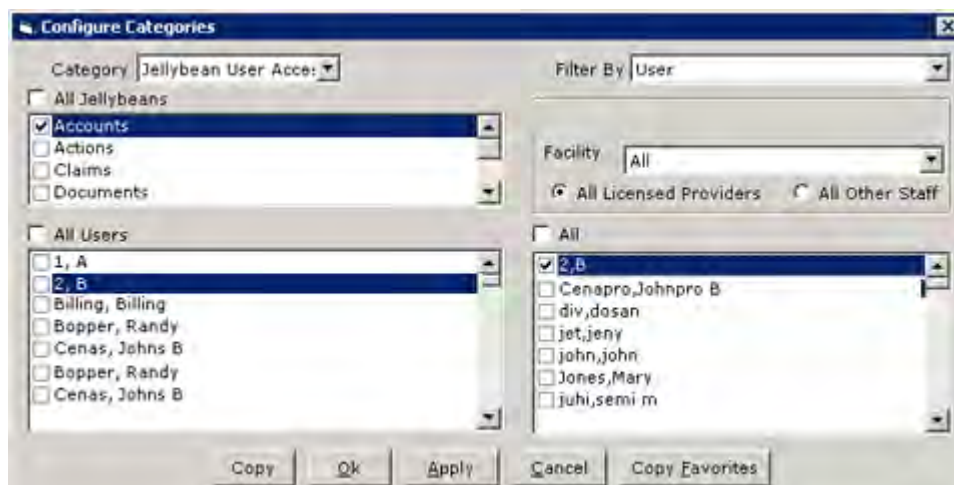 Configure Categories
Category Jellybean User Acces
Filter By User
All Jellybeans
Accounts
Actions
Claims
Documents
Facility All
All Licensed Providers All Other Staff
All Users
1, A
2, B
Billing, Billing
Bopper, Randy
Cenas, Johns B
Bopper, Randy
Cenas, Johns B
All
2,B
Cenapro,Johnpro B
div,dosan
jet,jeny
john,john
Jones,Mary
juhi,semi m
Copy Ok Apply Cancel Copy Favorites